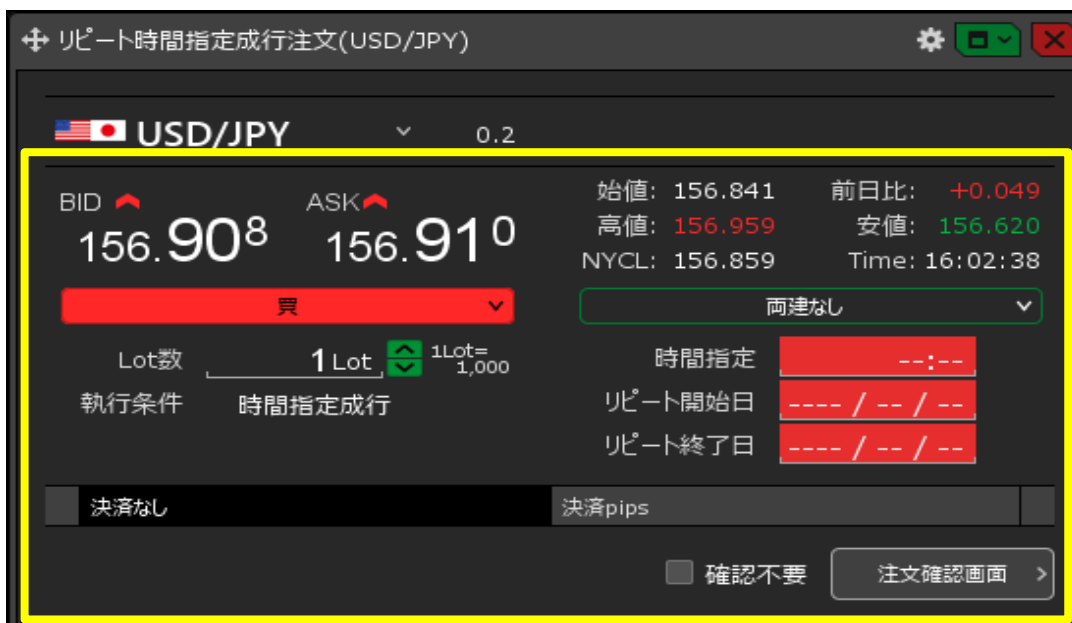 リピート時間指定成行注文(USD/JPY)
USD/JPY 0.2
BID ASK
156.908 156.910
始値: 156.841 前日比: +0.049
高値: 156.959 安値: 156.620
NYCL: 156.859 Time: 16:02:38
買 両建なし
Lot数 1 Lot 1Lot= 1,000
執行条件 時間指定成行
時間指定 --:--
リピート開始日 ---- / -- / --
リピート終了日 ---- / -- / --
決済なし 決済pips
確認不要 注文確認画面 >